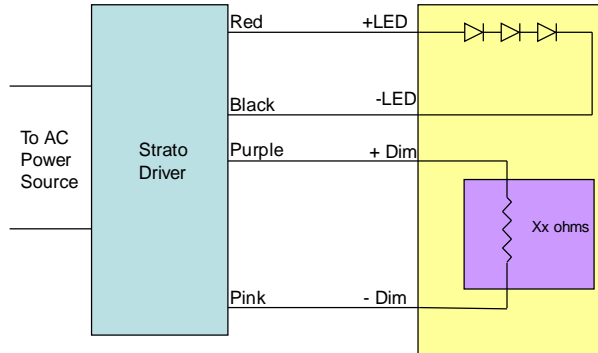 Red
+LED
Black
-LED
To AC
Power
Source
Strato
Driver
Purple
+ Dim
Xx ohms
Pink
- Dim